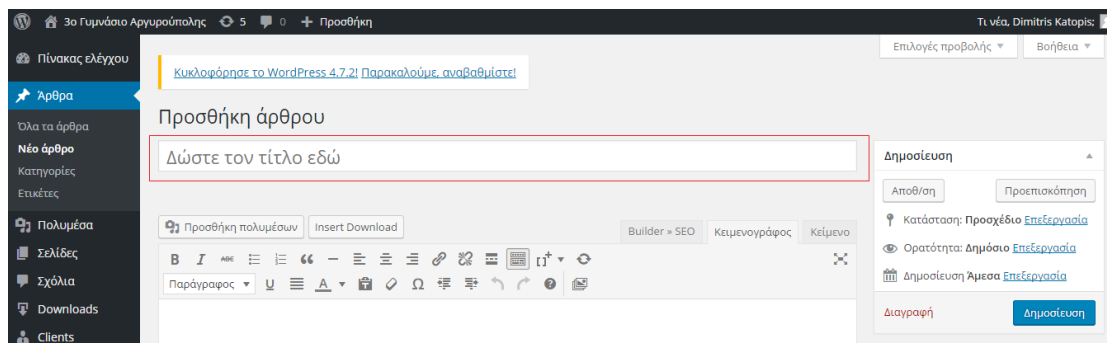 3ο Γυμνάσιο Αργυρούπολης 5 0 + Προσθήκη Τι νέα, Dimitris Katopis;
Επιλογές προβολής Βοήθεια
Πίνακας ελέγχου
Κυκλοφόρησε το WordPress 4.7.2! Παρακαλούμε, αναβαθμίστε!
Άρθρα
Προσθήκη άρθρου
Όλα τα άρθρα
Νέο άρθρο
Δώστε τον τίτλο εδώ
Δημοσίευση
Κατηγορίες
Ετικέτες
Αποθ/ση Προεπισκόπηση
Πολυμέσα
Προσθήκη πολυμέσων Insert Download Builder » SEO Κειμενογράφος Κείμενο
Κατάσταση: Προσχέδιο Επεξεργασία
Σελίδες
Ορατότητα: Δημόσιο Επεξεργασία
B I ABE
Σχόλια
Δημοσίευση Άμεσα Επεξεργασία
Παράγραφος U A Ω
Downloads
Διαγραφή Δημοσίευση
Clients